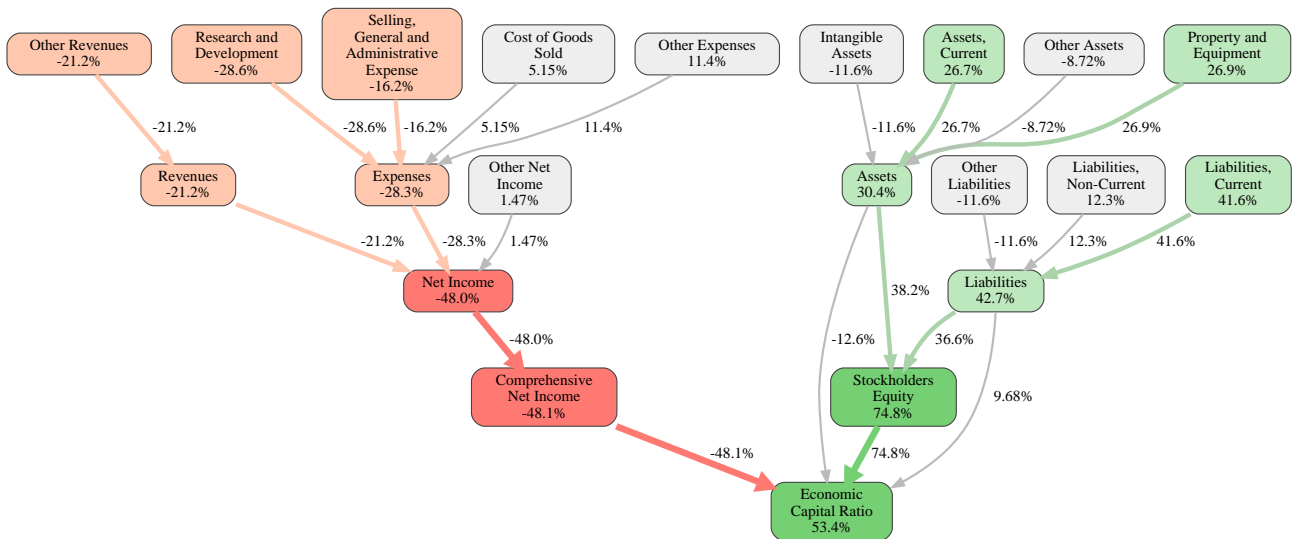 Other Revenues
-21.2%
Research and
Development
-28.6%
Selling,
General and
Administrative
Expense
-16.2%
Cost of Goods
Sold
5.15%
Other Expenses
11.4%
Intangible
Assets
-11.6%
Assets,
Current
26.7%
Other Assets
-8.72%
Property and
Equipment
26.9%
-21.2%
-28.6%
-16.2%
5.15%
11.4%
-11.6%
26.7%
-8.72%
26.9%
Revenues
-21.2%
Expenses
-28.3%
Other Net
Income
1.47%
Assets
30.4%
Other
Liabilities
-11.6%
Liabilities,
Non-Current
12.3%
Liabilities,
Current
41.6%
-21.2%
-28.3%
1.47%
-11.6%
12.3%
41.6%
Net Income
-48.0%
38.2%
Liabilities
42.7%
-48.0%
-12.6%
36.6%
Comprehensive
Net Income
-48.1%
Stockholders
Equity
74.8%
9.68%
-48.1%
74.8%
Economic
Capital Ratio
53.4%